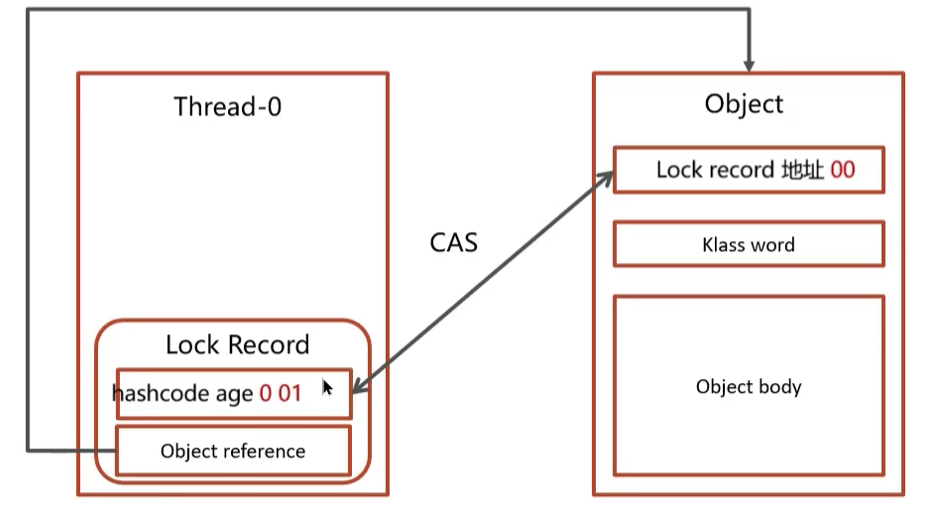 Thread-0
Lock Record
hashcode age 0 01
Object reference
CAS
Object
Lock record 地址 00
Klass word
Object body